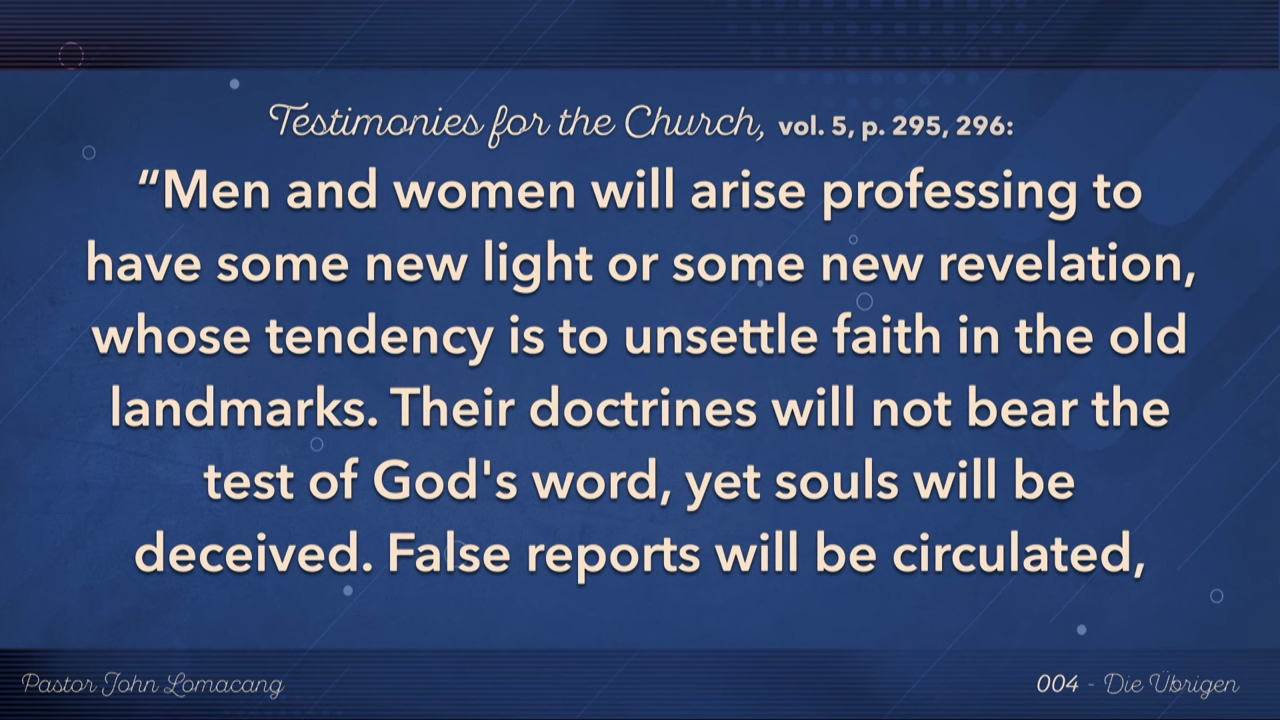 Testimonies for the Church, vol. 5, p. 295, 296:
“Men and women will arise professing to
have some new light or some new revelation,
whose tendency is to unsettle faith in the old
landmarks. Their doctrines will not bear the
test of God's word, yet souls will be
deceived. False reports will be circulated,
Pastor John Lomacang
004 - Die Übrigen